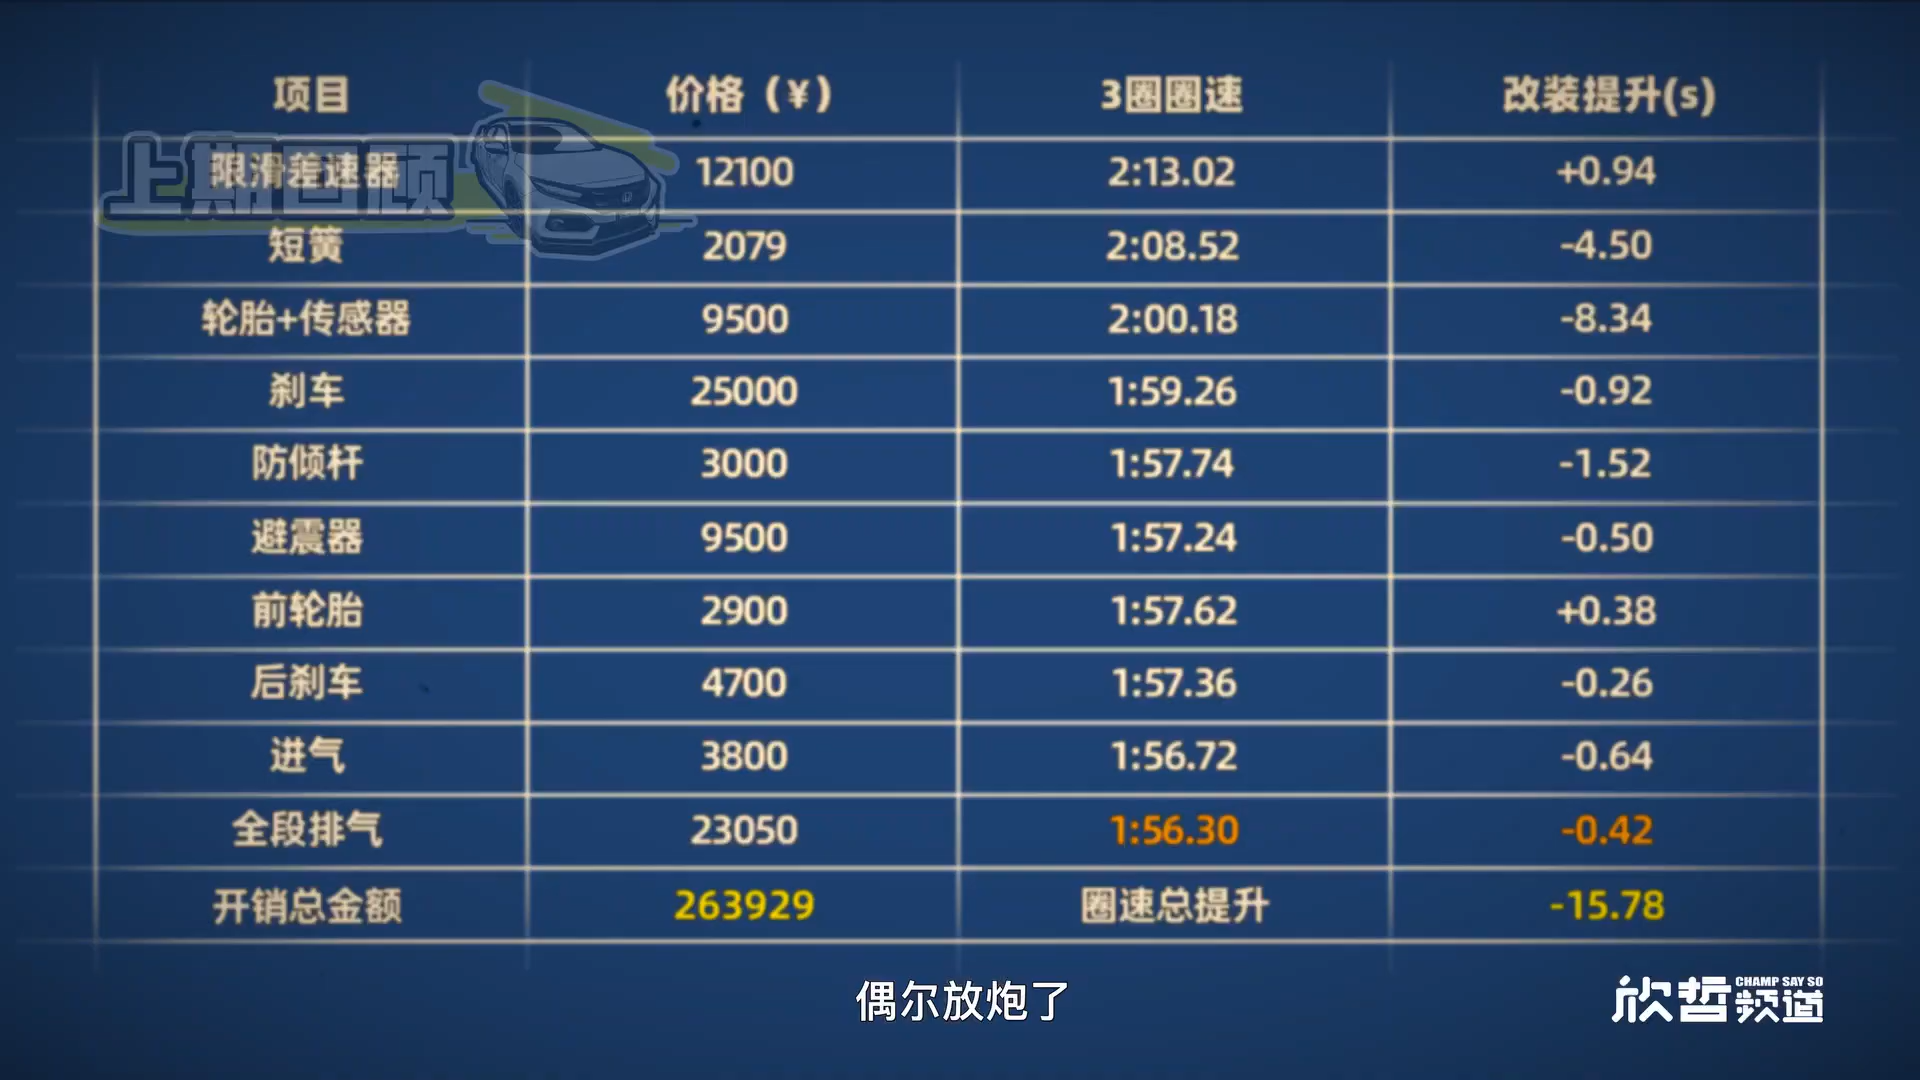 项目 价格（¥） 3圈圈速 改装提升(s)
上期回顾
限滑差速器 12100 2:13.02 +0.94
短簧 2079 2:08.52 -4.50
轮胎+传感器 9500 2:00.18 -8.34
刹车 25000 1:59.26 -0.92
防倾杆 3000 1:57.74 -1.52
避震器 9500 1:57.24 -0.50
前轮胎 2900 1:57.62 +0.38
后刹车 4700 1:57.36 -0.26
进气 3800 1:56.72 -0.64
全段排气 23050 1:56.30 -0.42
开销总金额 263929 圈速总提升 -15.78
偶尔放炮了
欣哲频道 CHAMP SAY SO